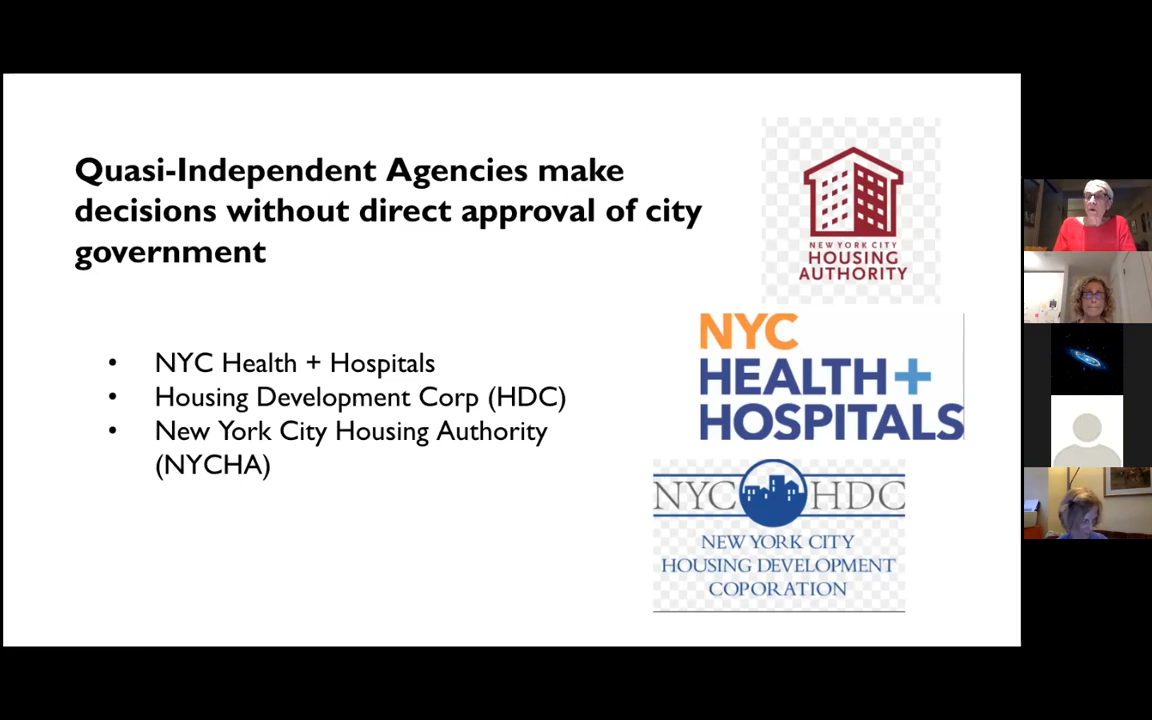 Quasi-Independent Agencies make
decisions without direct approval of city
government
• NYC Health + Hospitals
• Housing Development Corp (HDC)
• New York City Housing Authority
(NYCHA)
NEW YORK CITY
HOUSING
AUTHORITY
NYC
HEALTH+
HOSPITALS
NYC HDC
NEW YORK CITY
HOUSING DEVELOPMENT
COPORATION